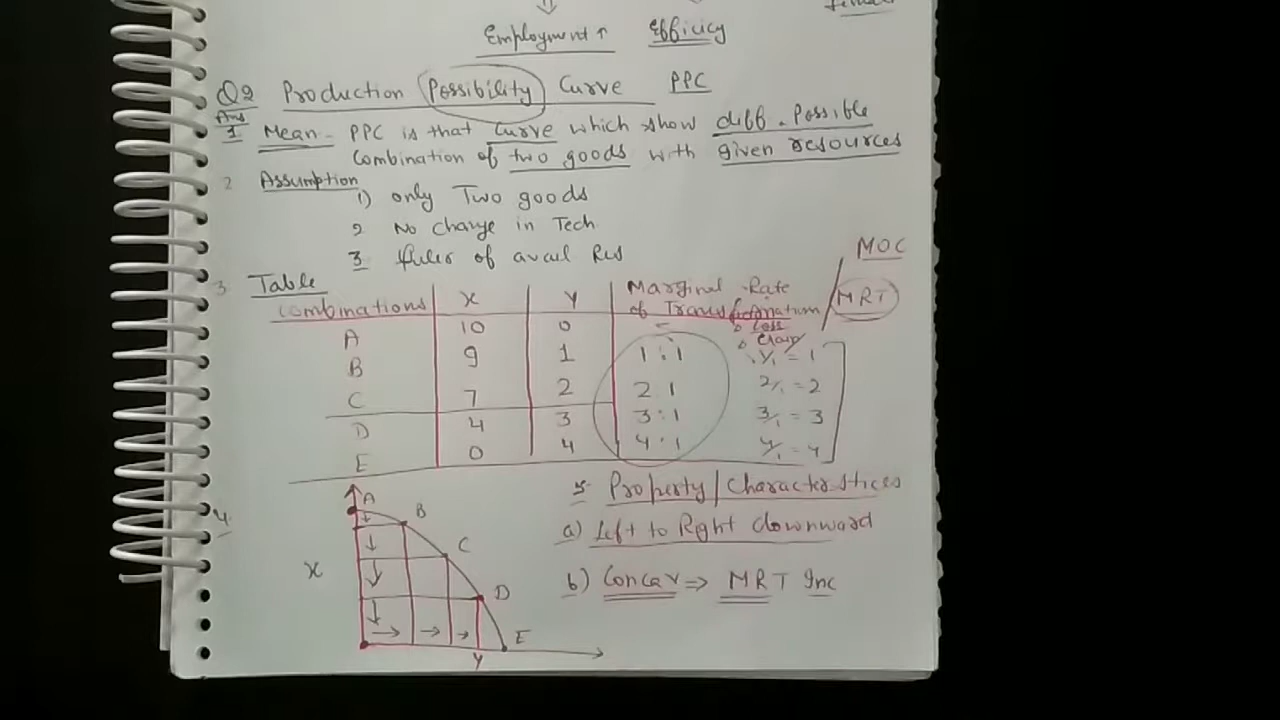 Employment ↑ Efficicy
Q2 Production Possibility Curve PPC
Ans
1 Mean - PPC is that Curve which show diff. Possible
Combination of two goods with given resources
2 Assumption
1) only Two goods
2 No change in Tech
3 of avail Res
3. Table
MOC
Combinations X Y Marginal Rate of Transformation / MRT
Loss
A 10 0
B 9 1 1:1 1/1 = 1
C 7 2 2:1 2/1 = 2
D 4 3 3:1 3/1 = 3
E 0 4 4:1 4/1 = 4
4.
A
B
C
D
E
X
Y
5 Property/Characterstices
a) Left to Right downward
b) Concav ⇒ MRT Inc